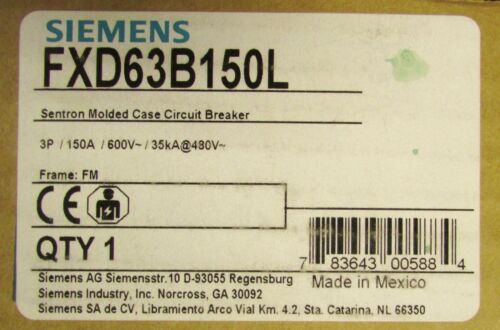 SIEMENS
FXD63B150L
Sentron Molded Case Circuit Breaker
3P / 150A / 600V~ / 35kA@480V~
Frame: FM
CE
QTY 1
7 83643 00588 4
Siemens AG Siemensstr.10 D-93055 Regensburg
Made in Mexico
Siemens Industry, Inc. Norcross, GA 30092
Siemens SA de CV, Libramiento Arco Vial Km. 4.2, Sta. Catarina, NL 66350